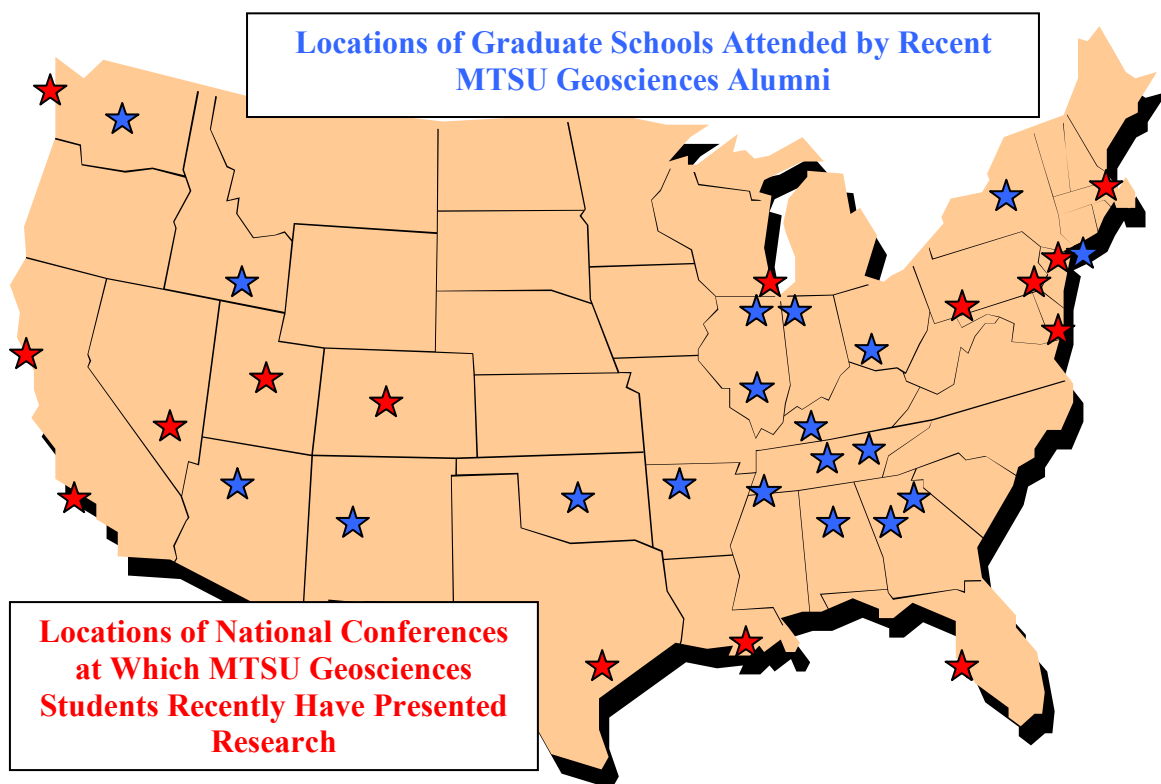 Locations of Graduate Schools Attended by Recent
MTSU Geosciences Alumni
Locations of National Conferences
at Which MTSU Geosciences
Students Recently Have Presented
Research